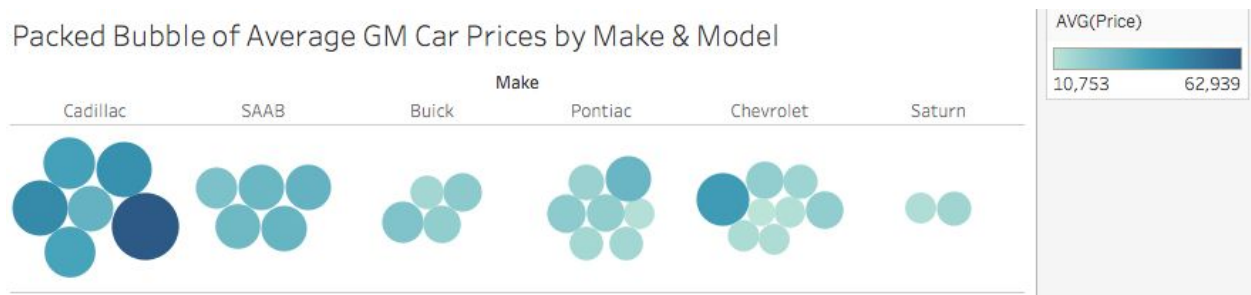 Packed Bubble of Average GM Car Prices by Make & Model
Make
Cadillac SAAB Buick Pontiac Chevrolet Saturn
AVG(Price)
10,753 62,939